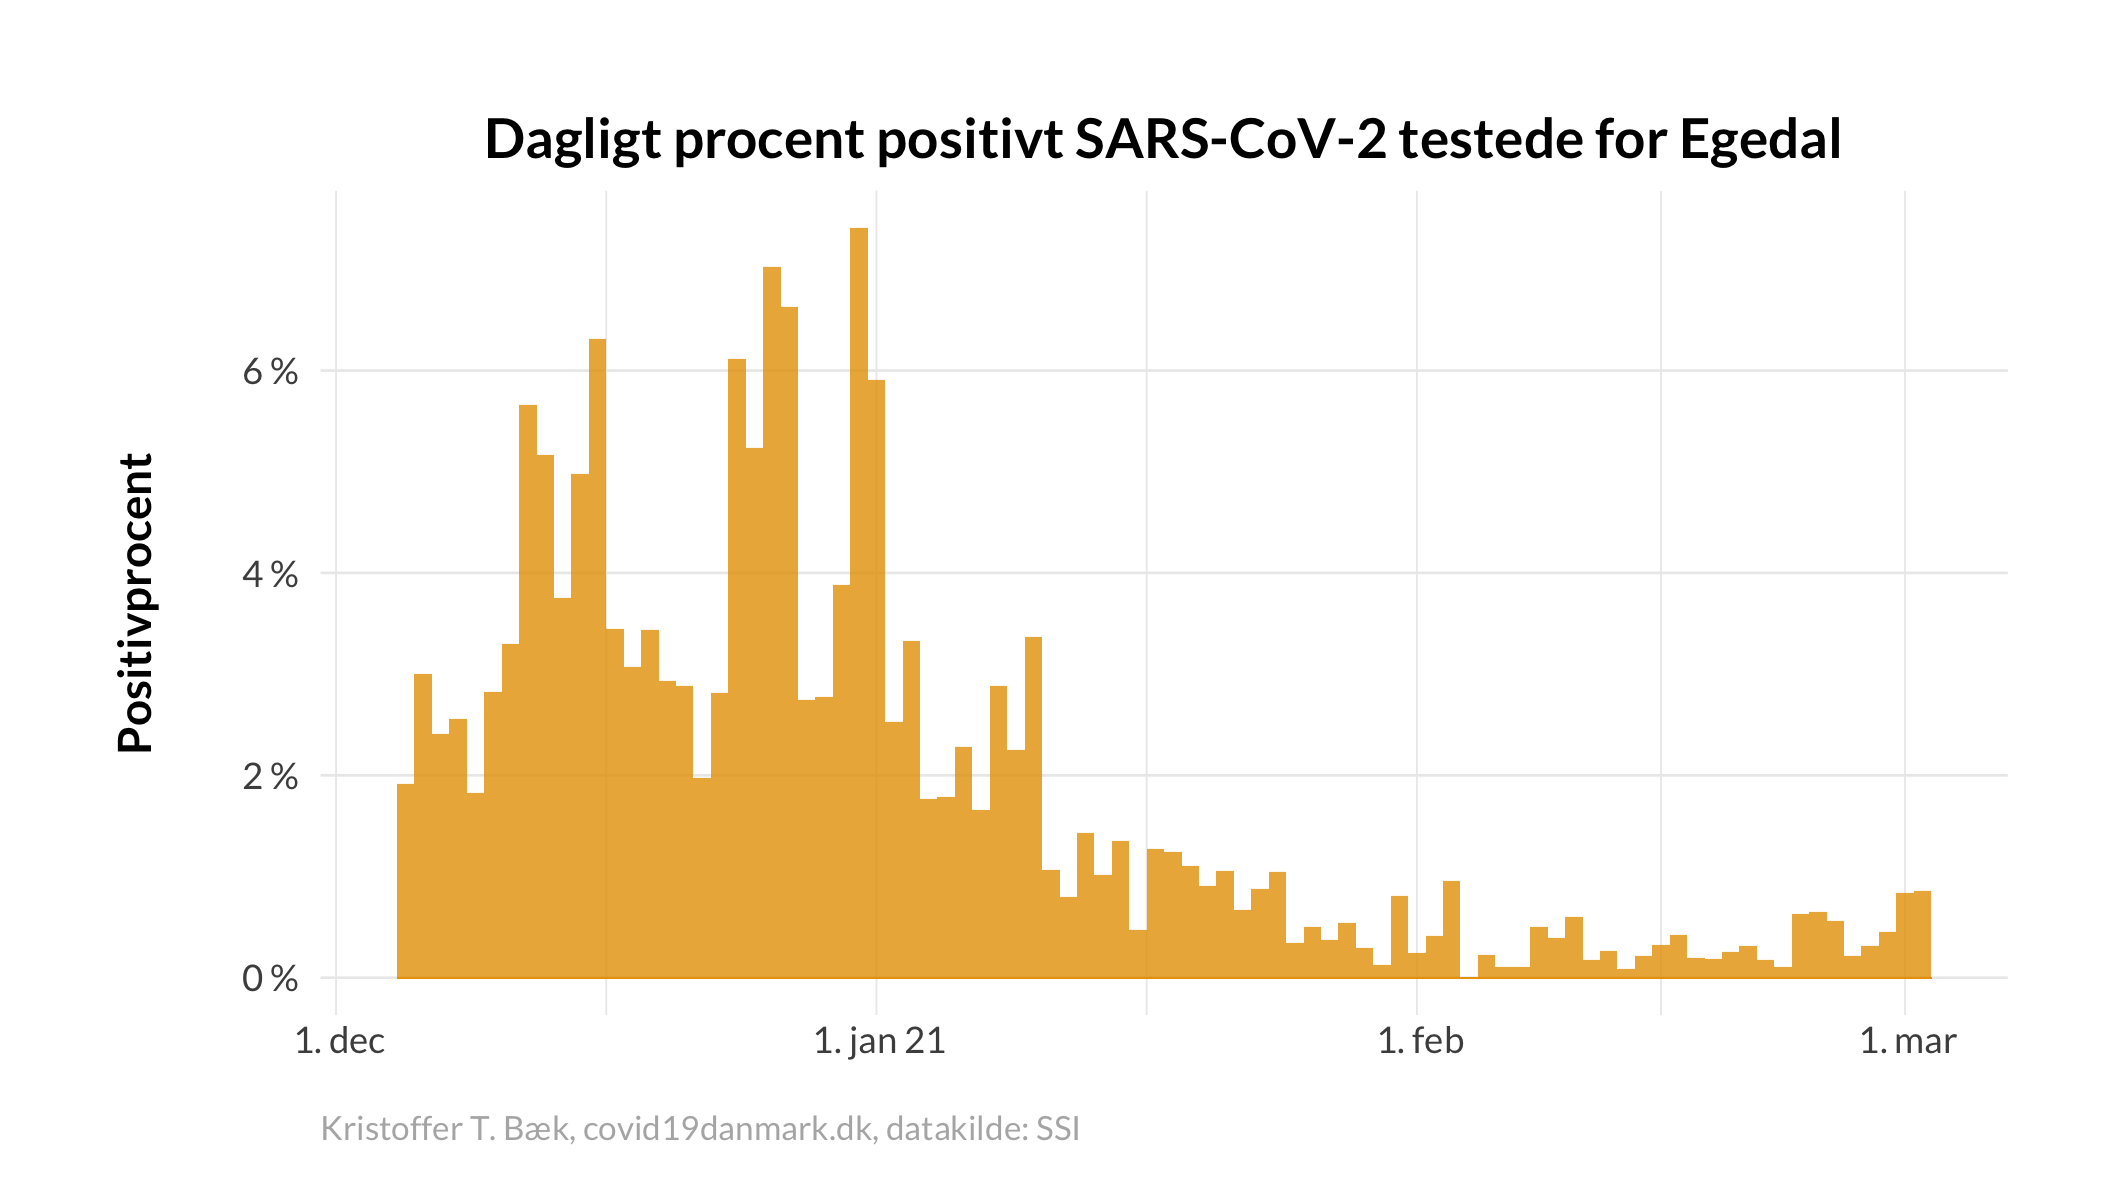 Dagligt procent positivt SARS-CoV-2 testede for Egedal
Positivprocent
6 %
4 %
2 %
0 %
1. dec
1. jan 21
1. feb
1. mar
Kristoffer T. Bæk, covid19danmark.dk, datakilde: SSI